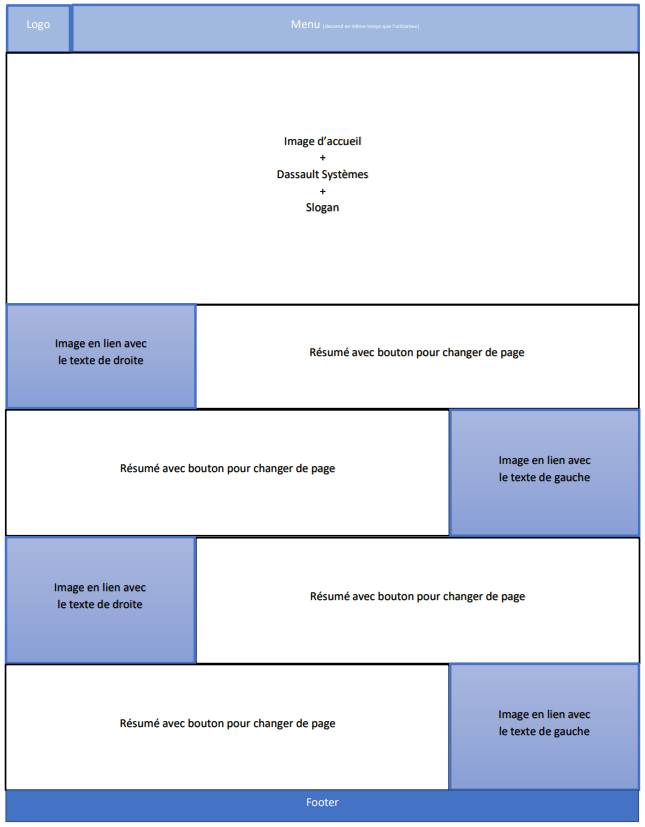 Logo
Menu (descend en même temps que l'utilisateur)
Image d'accueil
+
Dassault Systèmes
+
Slogan
Image en lien avec
le texte de droite
Résumé avec bouton pour changer de page
Résumé avec bouton pour changer de page
Image en lien avec
le texte de gauche
Image en lien avec
le texte de droite
Résumé avec bouton pour changer de page
Résumé avec bouton pour changer de page
Image en lien avec
le texte de gauche
Footer